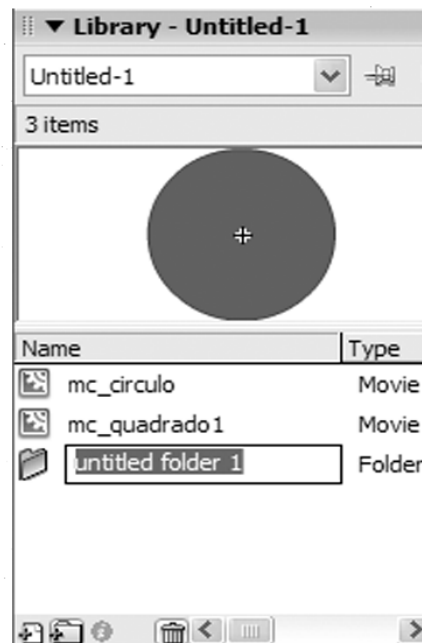 Library - Untitled-1
Untitled-1
3 items
Name Type
mc_circulo Movie
mc_quadrado1 Movie
untitled folder 1 Folder